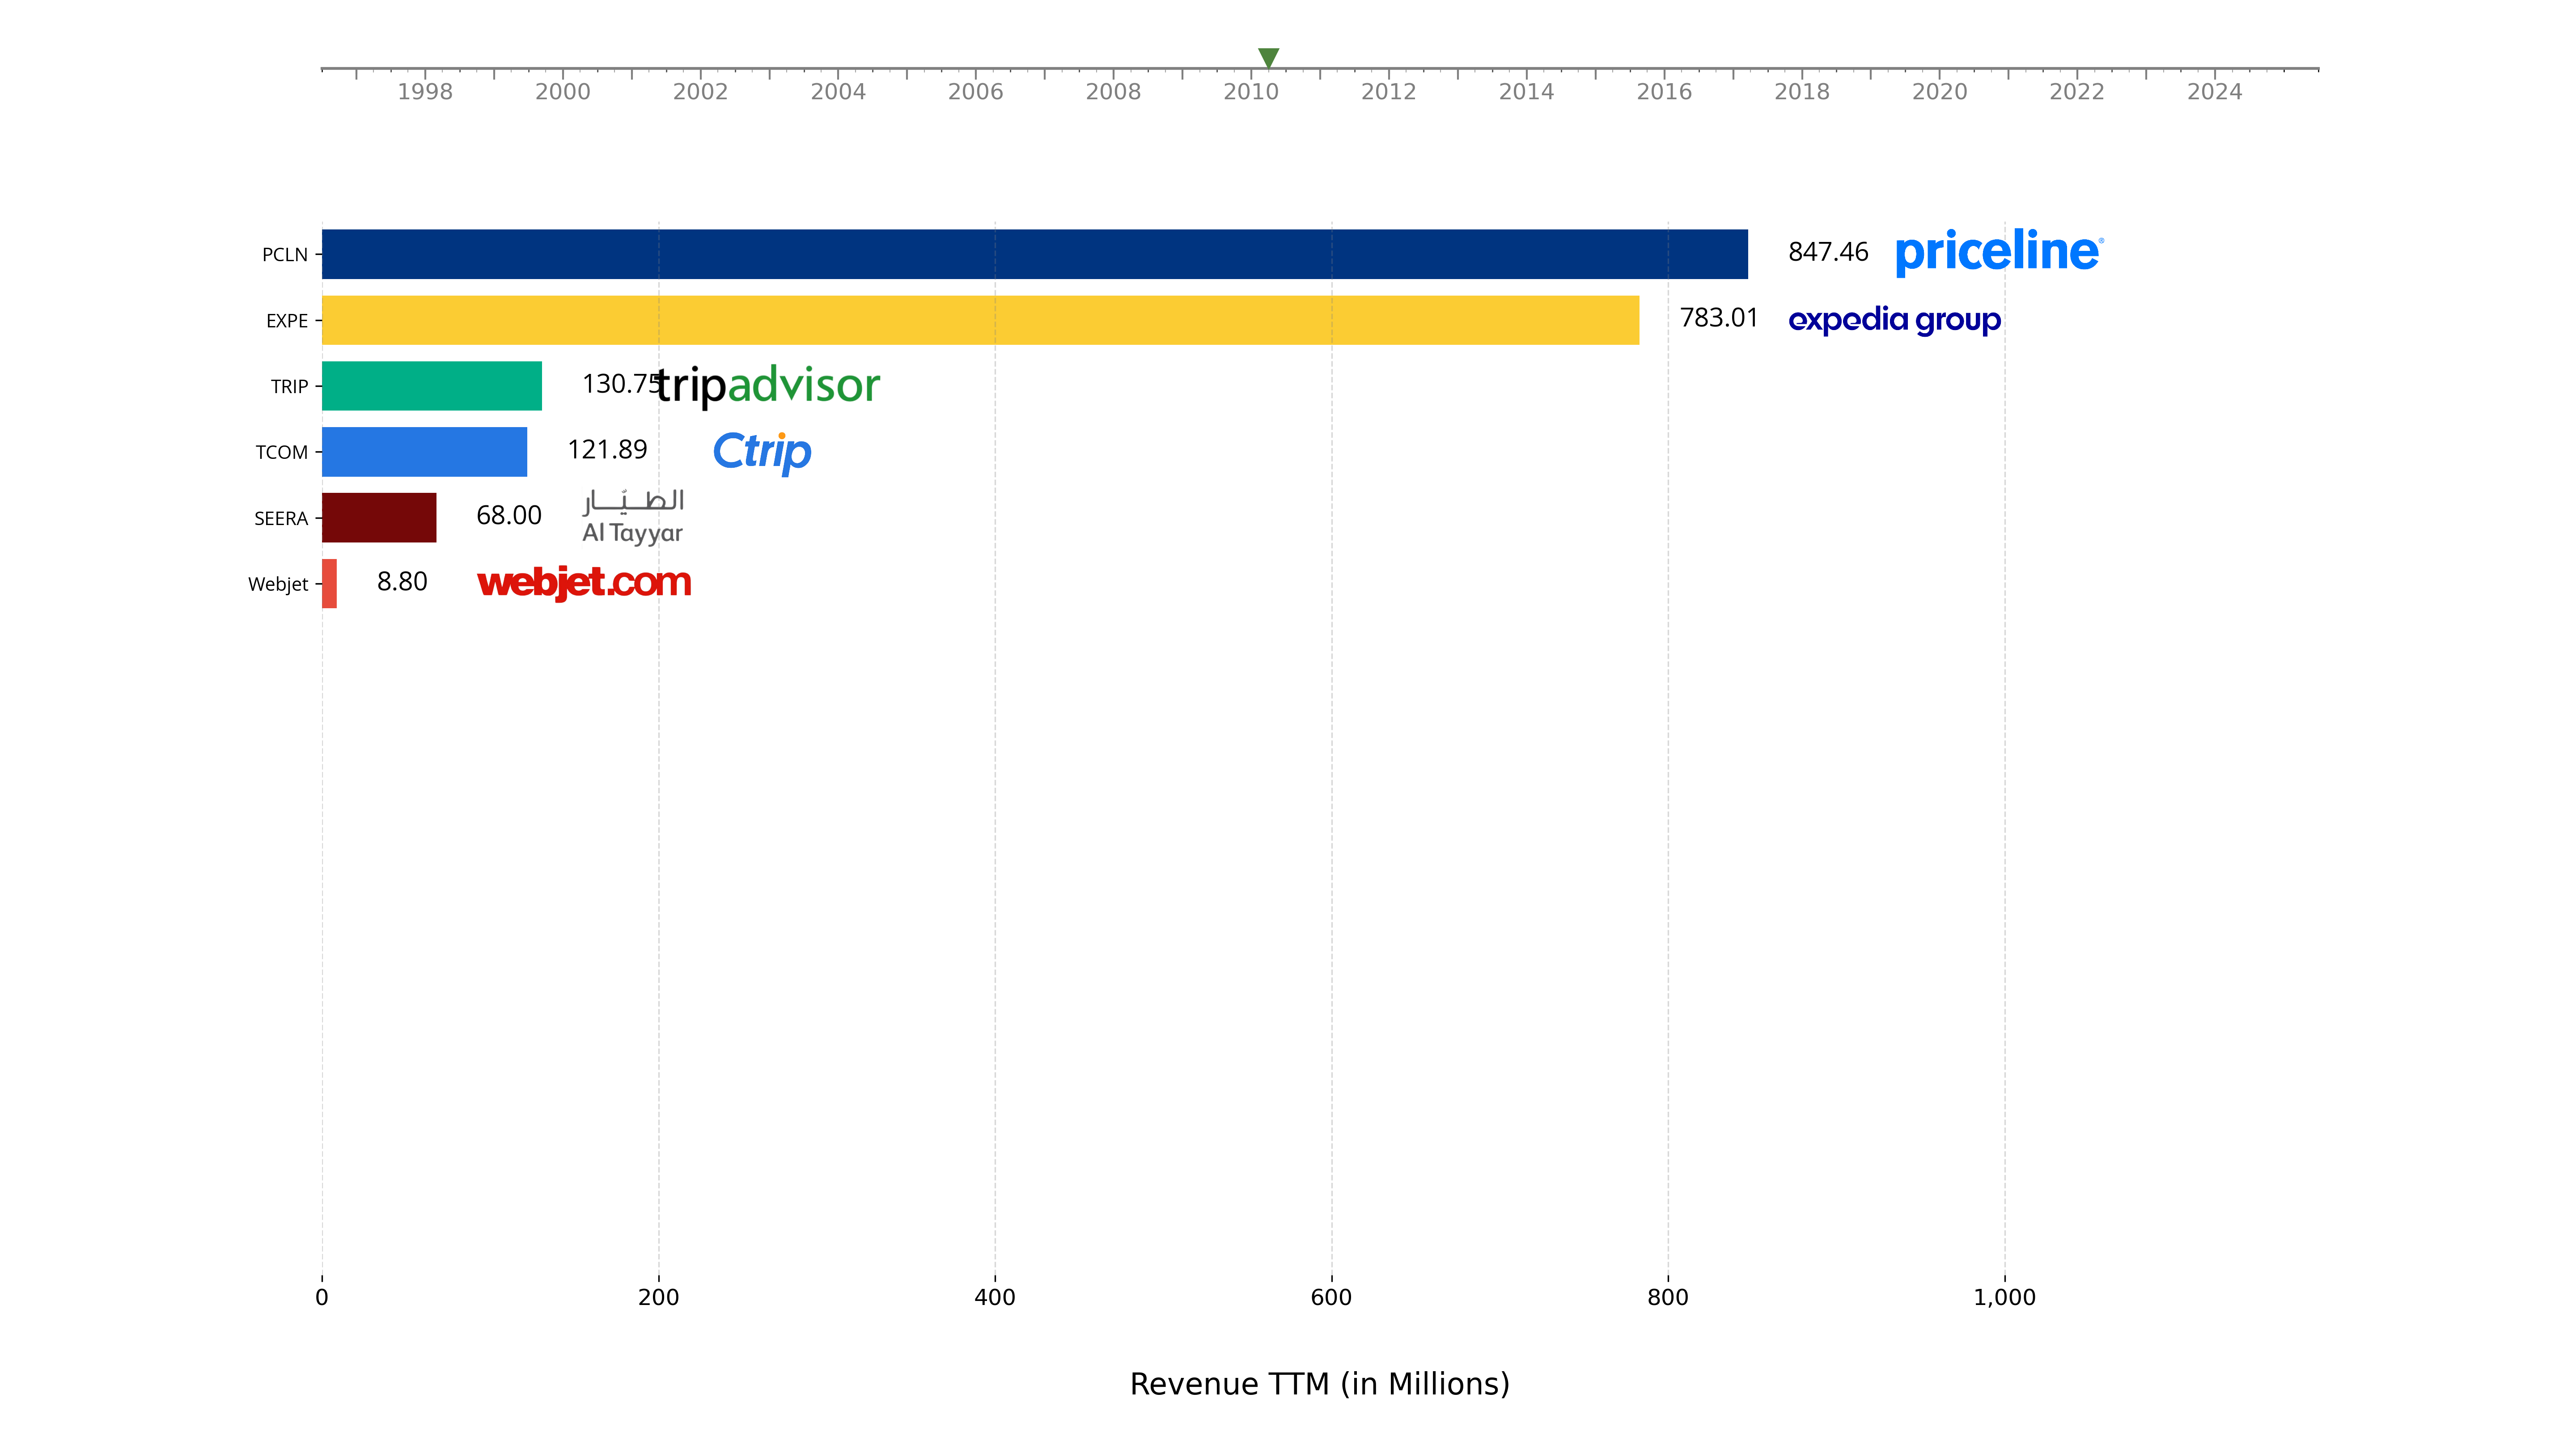 1998 2000 2002 2004 2006 2008 2010 2012 2014 2016 2018 2020 2022 2024
PCLN 847.46 priceline®
EXPE 783.01 expedia group
TRIP 130.75 tripadvisor
TCOM 121.89 Ctrip
SEERA 68.00 الطيّار
Al Tayyar
Webjet 8.80 webjet.com
0 200 400 600 800 1,000
Revenue TTM (in Millions)